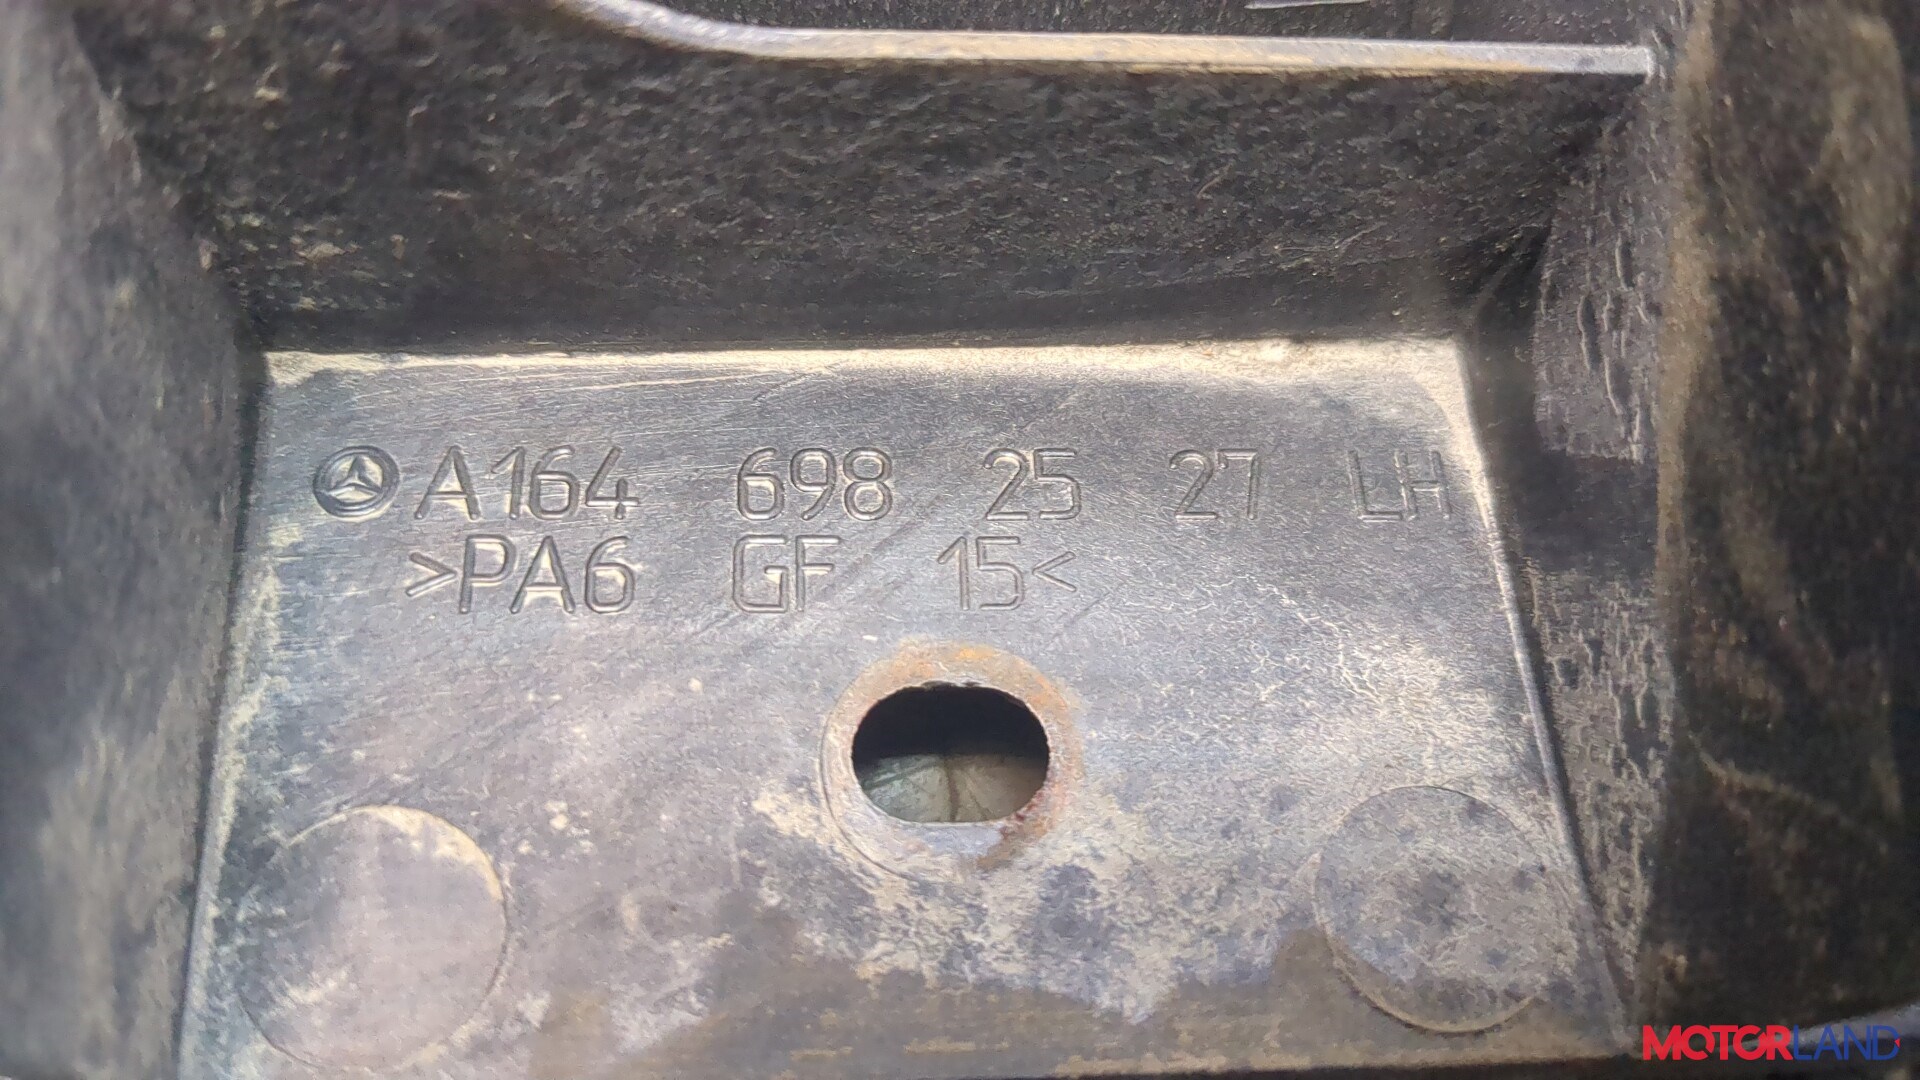 A164 698 25 27 LH
>PA6 GF 15<
MOTORLAND